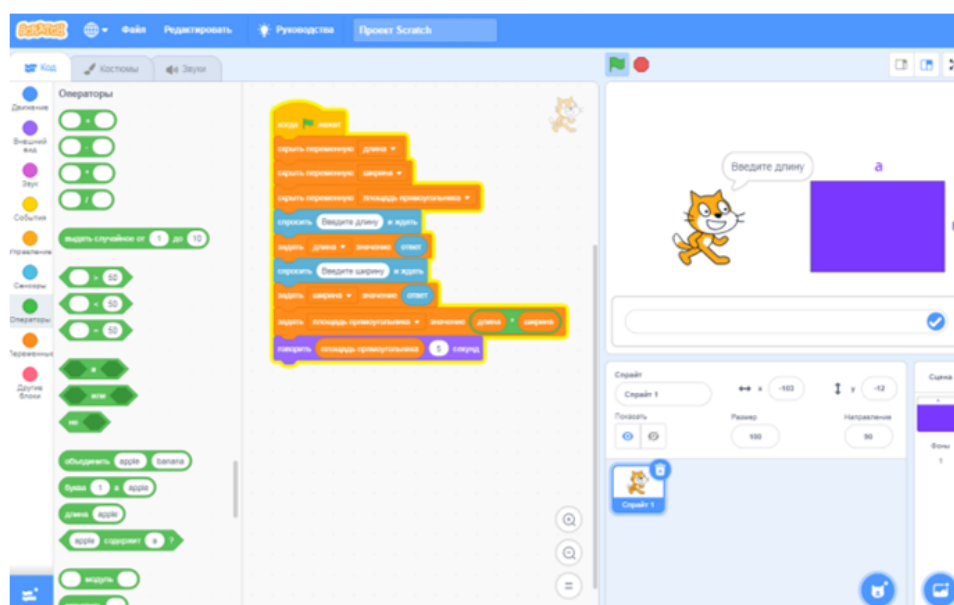 SCRATCH Файл Редактировать Руководства Проект Scratch
Код Костюмы Звуки
Движение
Внешний вид
Звук
События
Управление
Сенсоры
Операторы
Переменные
Другие блоки
Операторы
+
-
*
/
выдать случайное от 1 до 10
> 50
< 50
= 50
и
или
не
объединить apple banana
буква 1 в apple
длина apple
apple содержит a ?
модуль
когда нажат
скрыть переменную длина
скрыть переменную ширина
скрыть переменную площадь прямоугольника
спросить Введите длину и ждать
задать длина значение ответ
спросить Введите ширину и ждать
задать ширина значение ответ
задать площадь прямоугольника значение длина * ширина
говорить площадь прямоугольника 5 секунд
Введите длину
a
Спрайт
Спрайт 1
x -103
y -12
Показать
Размер
100
Направление
90
Спрайт 1
Сцена
Фоны
1